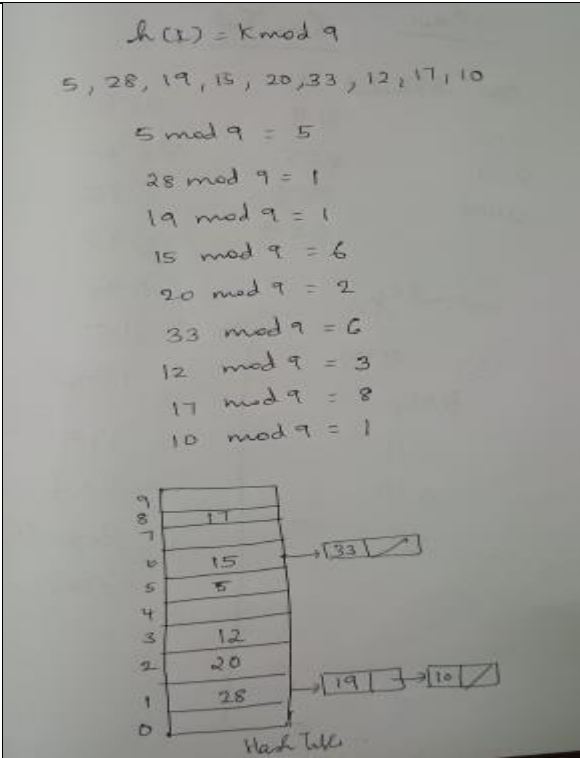 h(k) = K mod 9
5, 28, 19, 15, 20, 33, 12, 17, 10
5 mod 9 = 5
28 mod 9 = 1
19 mod 9 = 1
15 mod 9 = 6
20 mod 9 = 2
33 mod 9 = 6
12 mod 9 = 3
17 mod 9 = 8
10 mod 9 = 1
9
8 17
7
6 15 33
5 5
4
3 12
2 20
1 28 19 10
0
Hash Table